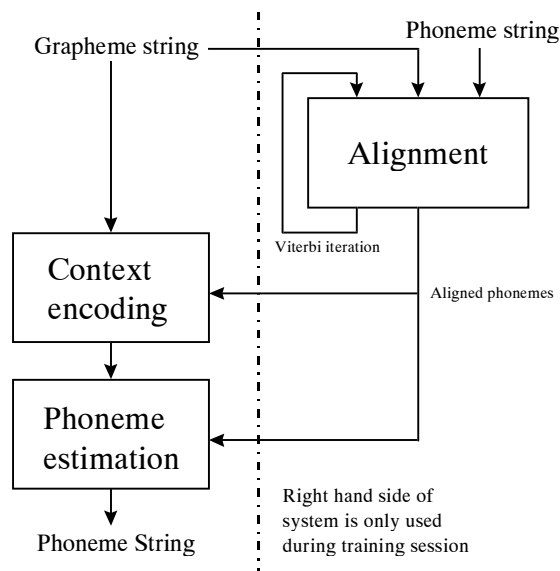 Phoneme string
Grapheme string
Alignment
Viterbi iteration
Context
encoding
Aligned phonemes
Phoneme
estimation
Right hand side of
system is only used
during training session
Phoneme String